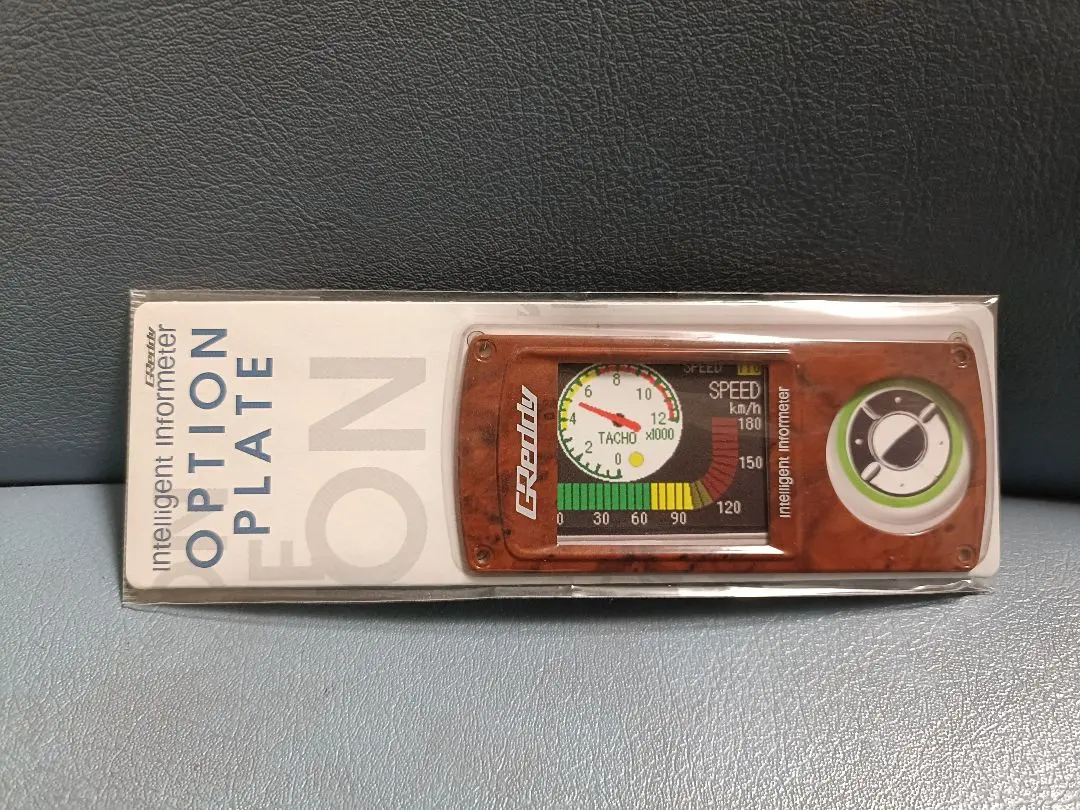 GReddy
Intelligent Informeter
OPTION
PLATE
ON
GReddy
8
6
10
4
12
TACHO x1000
2
0
SPEED
SPEED
km/h
180
150
120
0 30 60 90
Intelligent Informeter